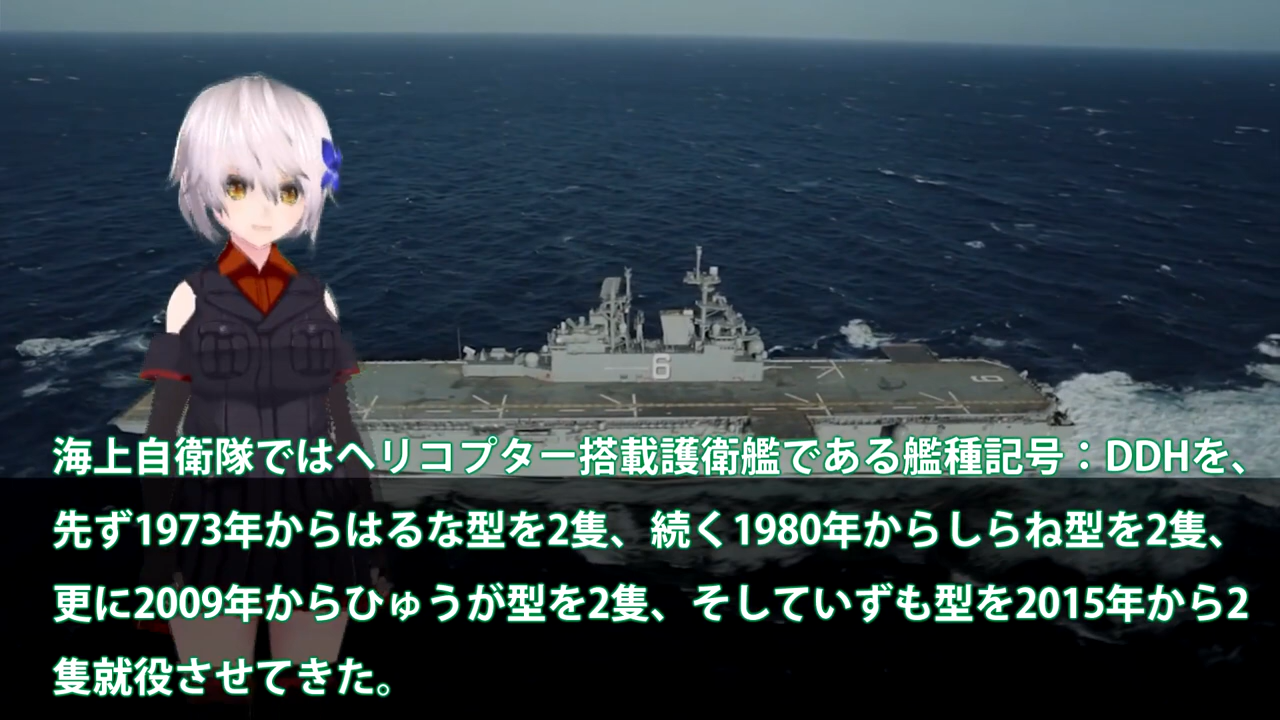 6
6
海上自衛隊ではヘリコプター搭載護衛艦である艦種記号：DDHを、
先ず1973年からはるな型を2隻、続く1980年からしらね型を2隻、
更に2009年からひゅうが型を2隻、そしていずも型を2015年から2
隻就役させてきた。